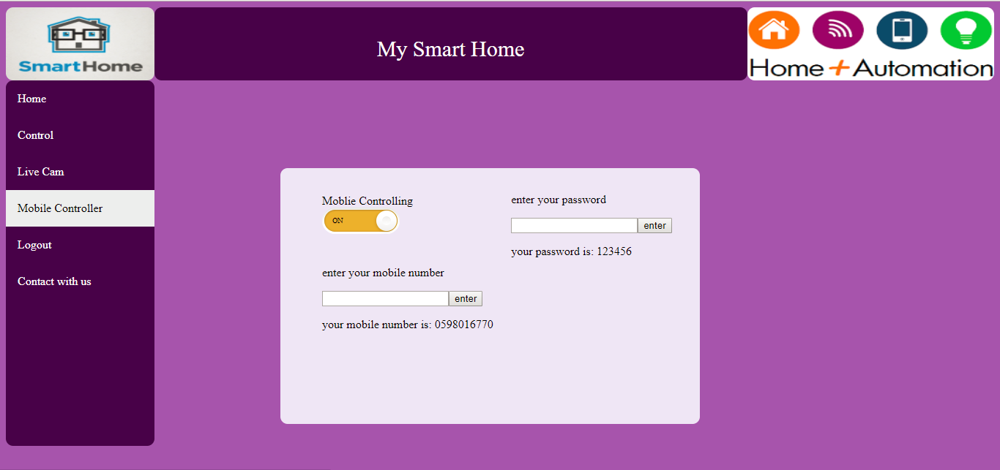 SmartHome
My Smart Home
Home + Automation
Home
Control
Live Cam
Mobile Controller
Logout
Contact with us
Moblie Controlling
ON
enter your mobile number
enter
your mobile number is: 0598016770
enter your password
enter
your password is: 123456